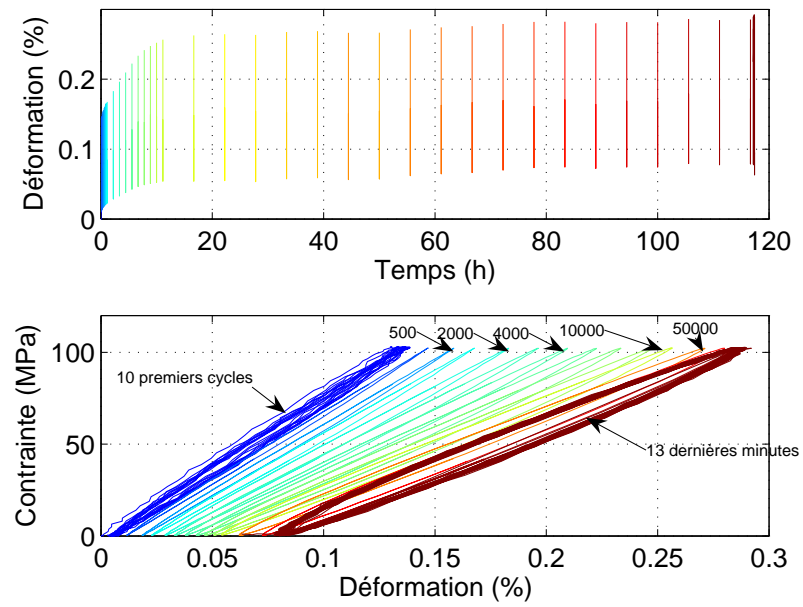 Déformation (%)
0.2
0.1
0
0 20 40 60 80 100 120
Temps (h)
Contrainte (MPa)
100
50
0
500 2000 4000 10000 50000
10 premiers cycles
13 dernières minutes
0 0.05 0.1 0.15 0.2 0.25 0.3
Déformation (%)